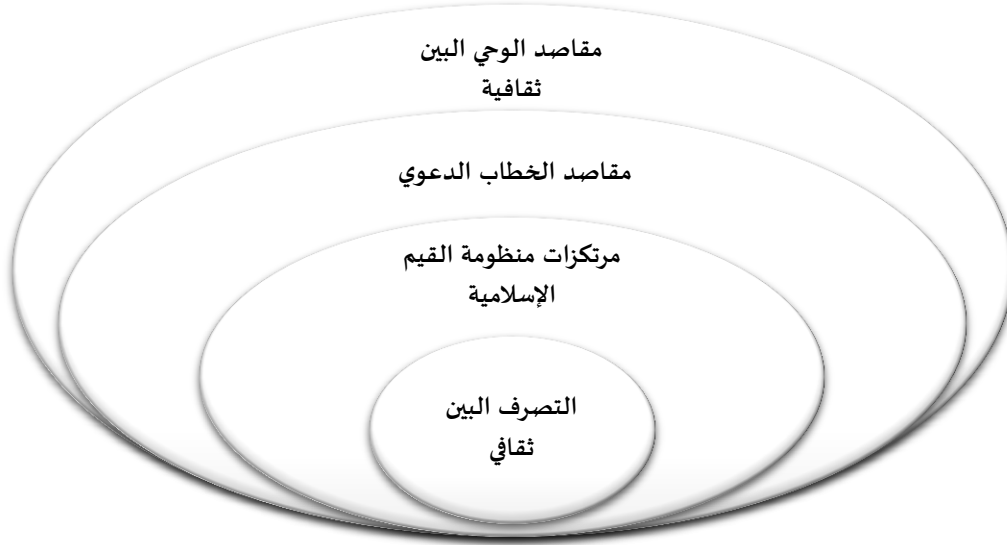 مقاصد الوحي البين
ثقافية
مقاصد الخطاب الدعوي
مرتكزات منظومة القيم
الإسلامية
التصرف البين
ثقافي